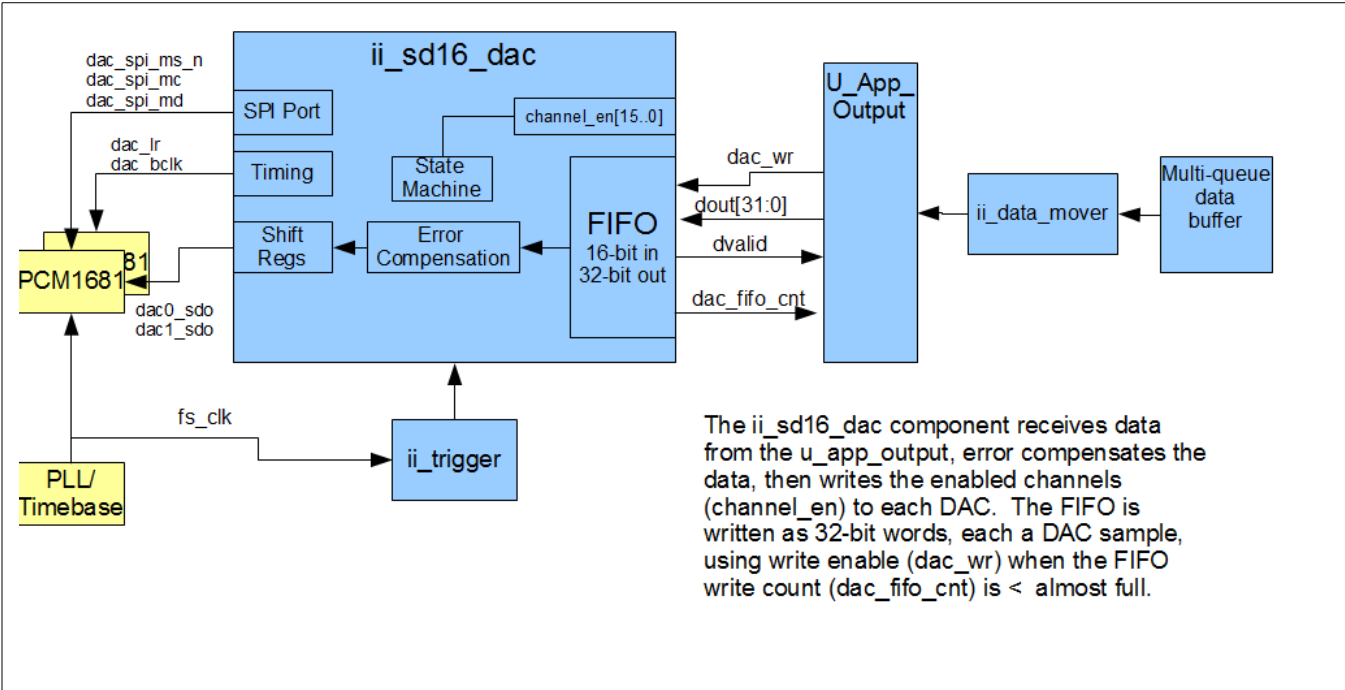 dac_spi_ms_n
dac_spi_mc
dac_spi_md
dac_lr
dac_bclk
PCM1681
81
dac0_sdo
dac1_sdo
fs_clk
PLL/
Timebase
ii_sd16_dac
SPI Port
channel_en[15..0]
Timing
State
Machine
Shift
Regs
Error
Compensation
FIFO
16-bit in
32-bit out
ii_trigger
dac_wr
dout[31:0]
dvalid
dac_fifo_cnt
U_App_
Output
ii_data_mover
Multi-queue
data
buffer
The ii_sd16_dac component receives data
from the u_app_output, error compensates the
data, then writes the enabled channels
(channel_en) to each DAC.  The FIFO is
written as 32-bit words, each a DAC sample,
using write enable (dac_wr) when the FIFO
write count (dac_fifo_cnt) is <  almost full.